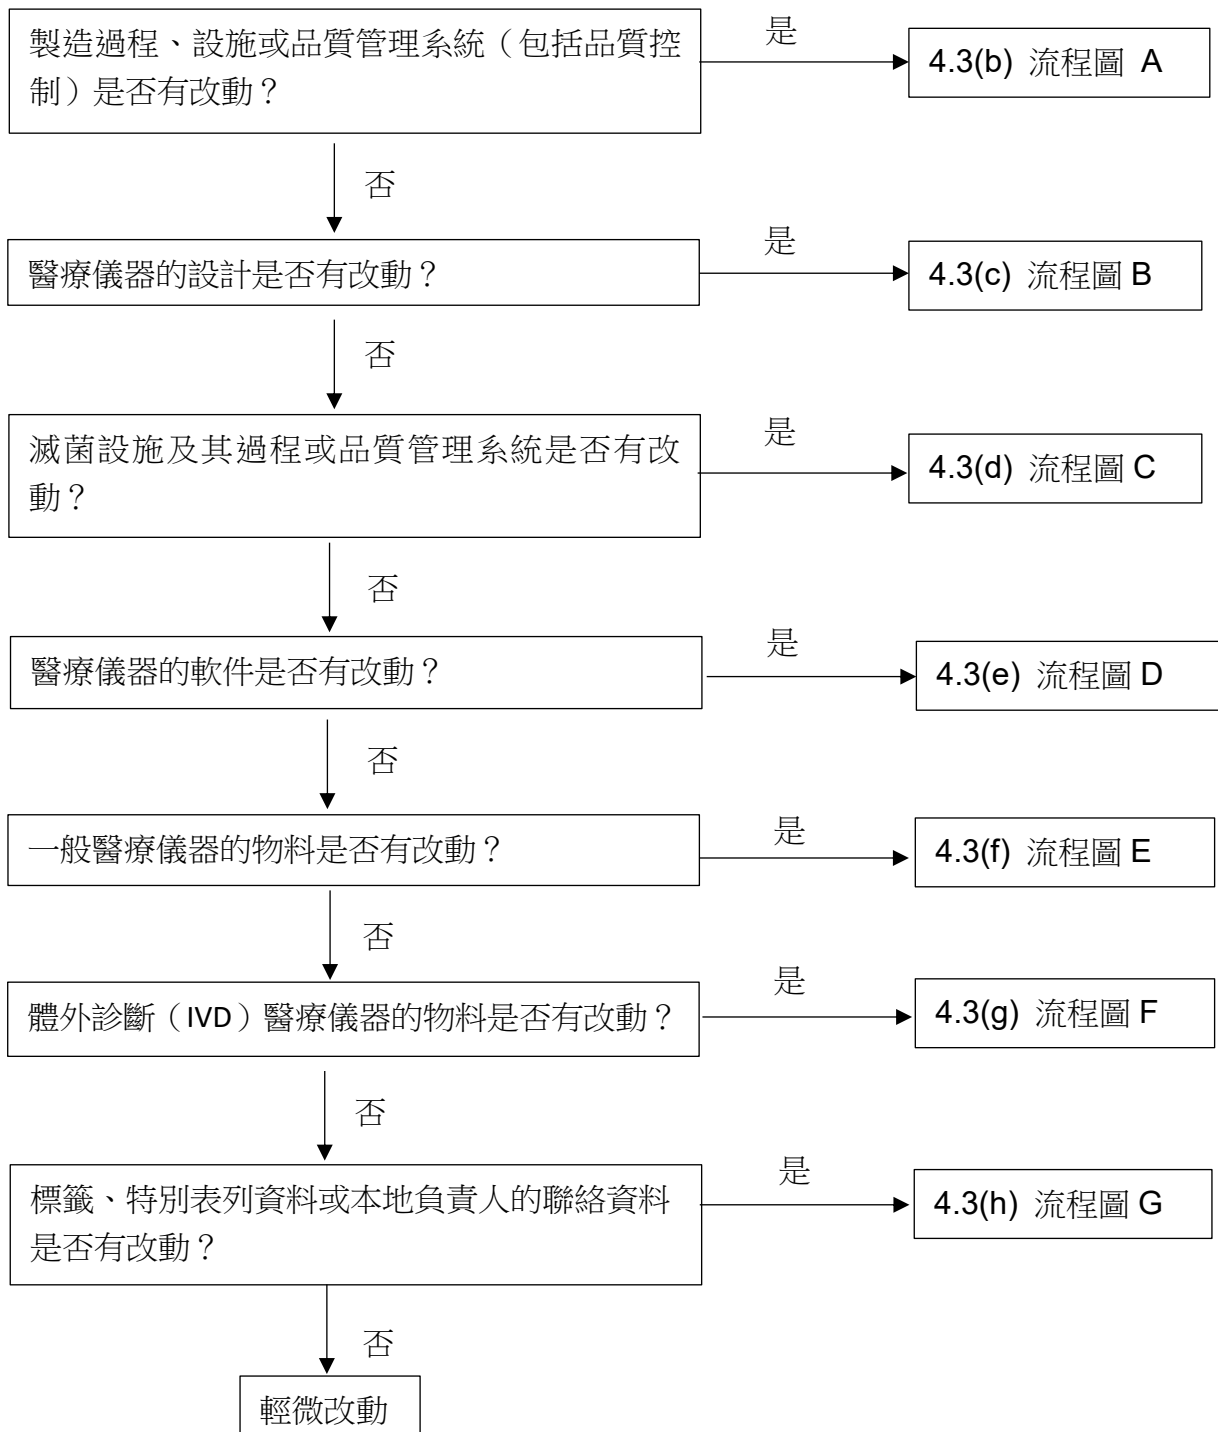 製造過程、設施或品質管理系統（包括品質控
制）是否有改動？
是
4.3(b) 流程圖 A
否
醫療儀器的設計是否有改動？
是
4.3(c) 流程圖 B
否
滅菌設施及其過程或品質管理系統是否有改
動？
是
4.3(d) 流程圖 C
否
醫療儀器的軟件是否有改動？
是
4.3(e) 流程圖 D
否
一般醫療儀器的物料是否有改動？
是
4.3(f) 流程圖 E
否
體外診斷（IVD）醫療儀器的物料是否有改動？
是
4.3(g) 流程圖 F
否
標籤、特別表列資料或本地負責人的聯絡資料
是否有改動？
是
4.3(h) 流程圖 G
否
輕微改動